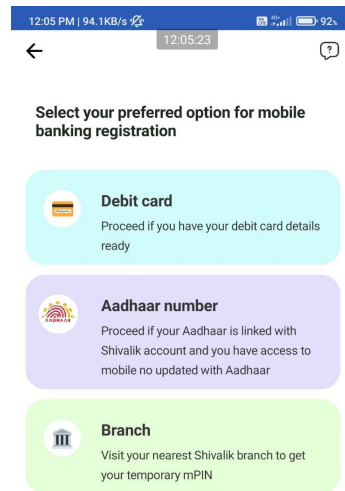 12:05 PM | 94.1KB/s
4G
92%
12:05:23
?
Select your preferred option for mobile
banking registration
Debit card
Proceed if you have your debit card details
ready
AADHAAR
Aadhaar number
Proceed if your Aadhaar is linked with
Shivalik account and you have access to
mobile no updated with Aadhaar
Branch
Visit your nearest Shivalik branch to get
your temporary mPIN